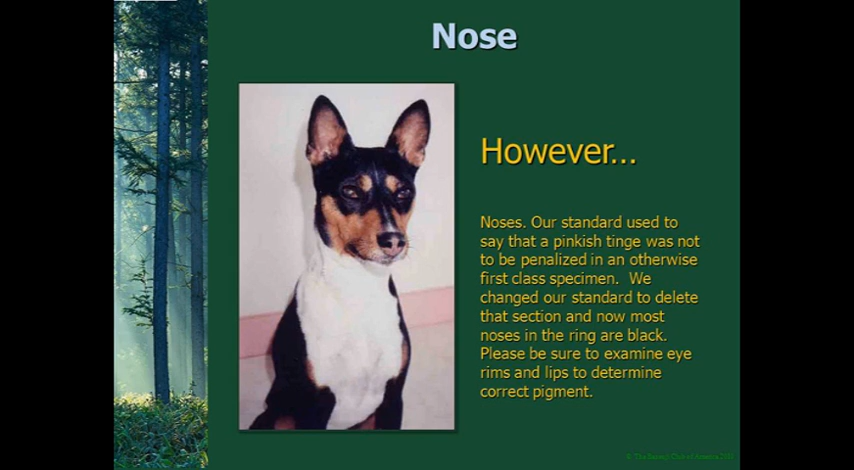 Nose
However...
Noses. Our standard used to
say that a pinkish tinge was not
to be penalized in an otherwise
first class specimen. We
changed our standard to delete
that section and now most
noses in the ring are black.
Please be sure to examine eye
rims and lips to determine
correct pigment.